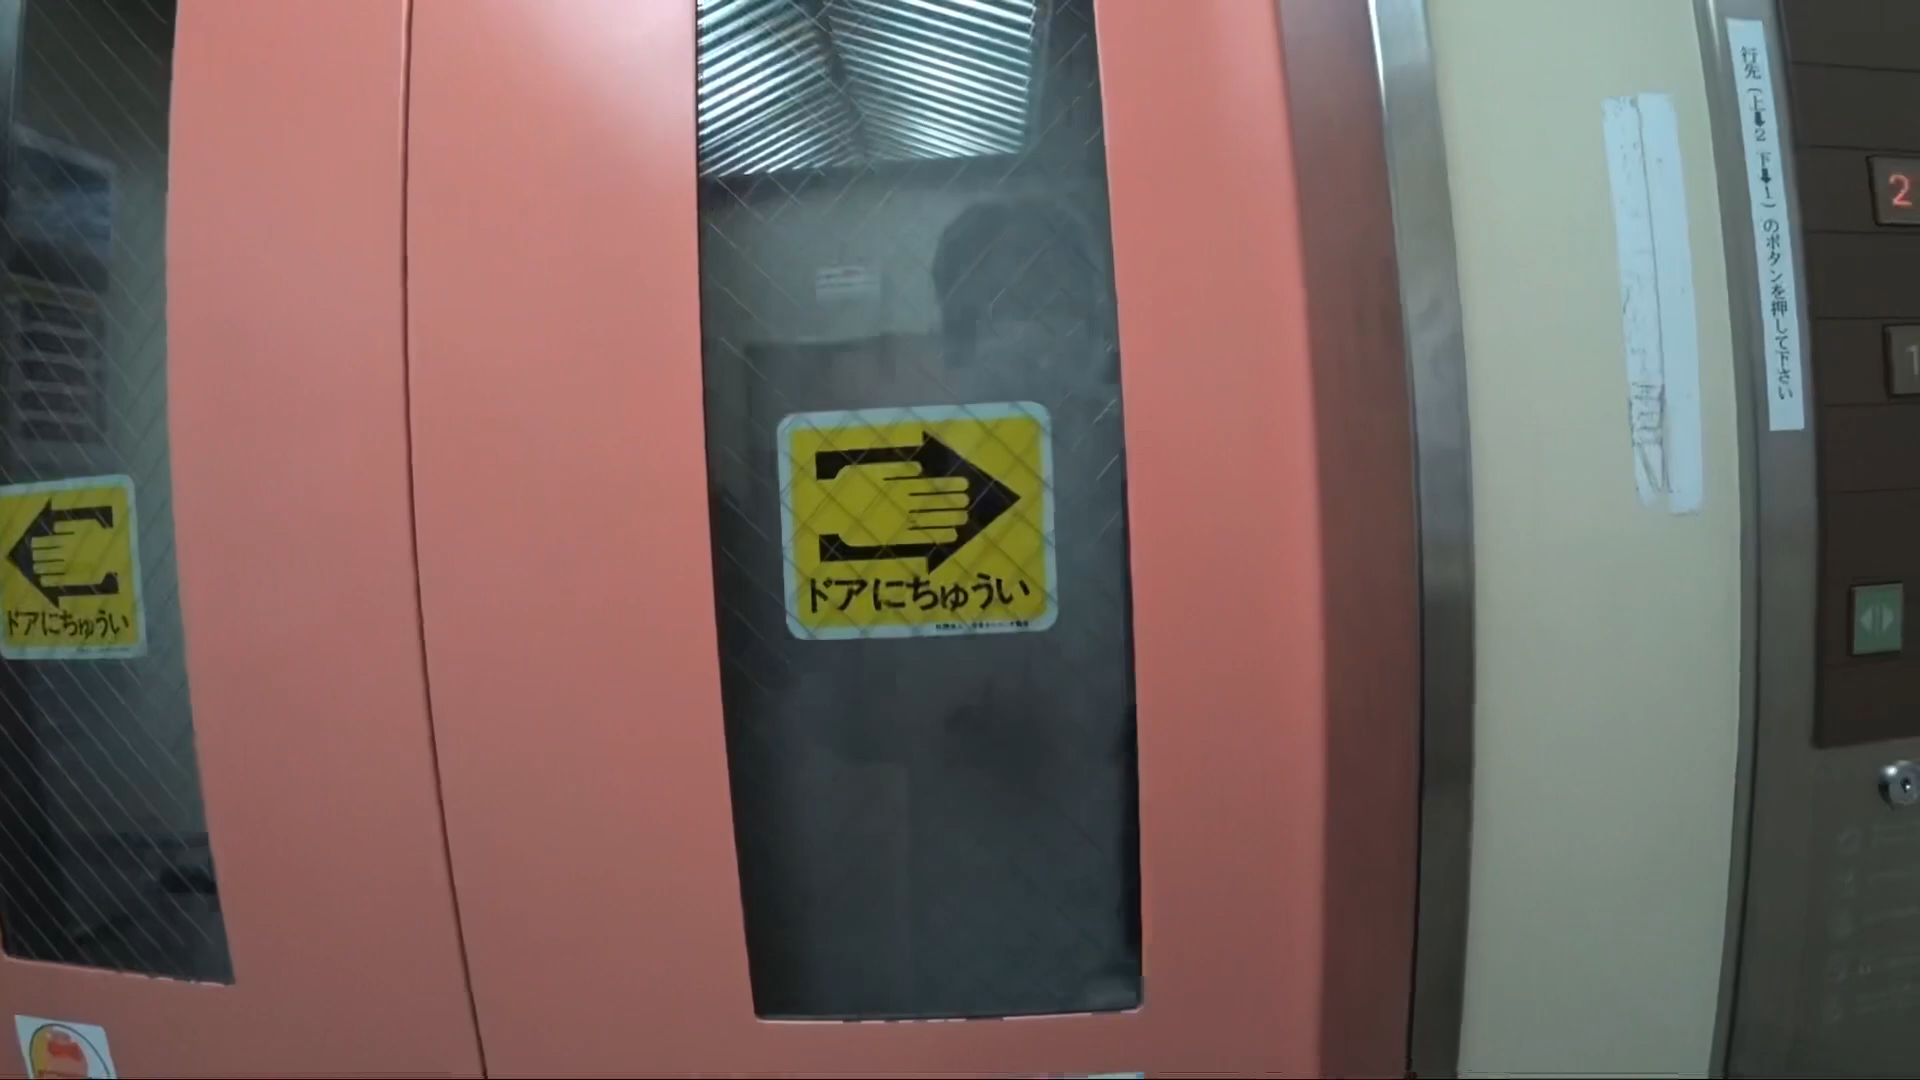 ドアにちゅうい
ドアにちゅうい
行先(上⬇2 下⬇1)のボタンを押して下さい
2
1